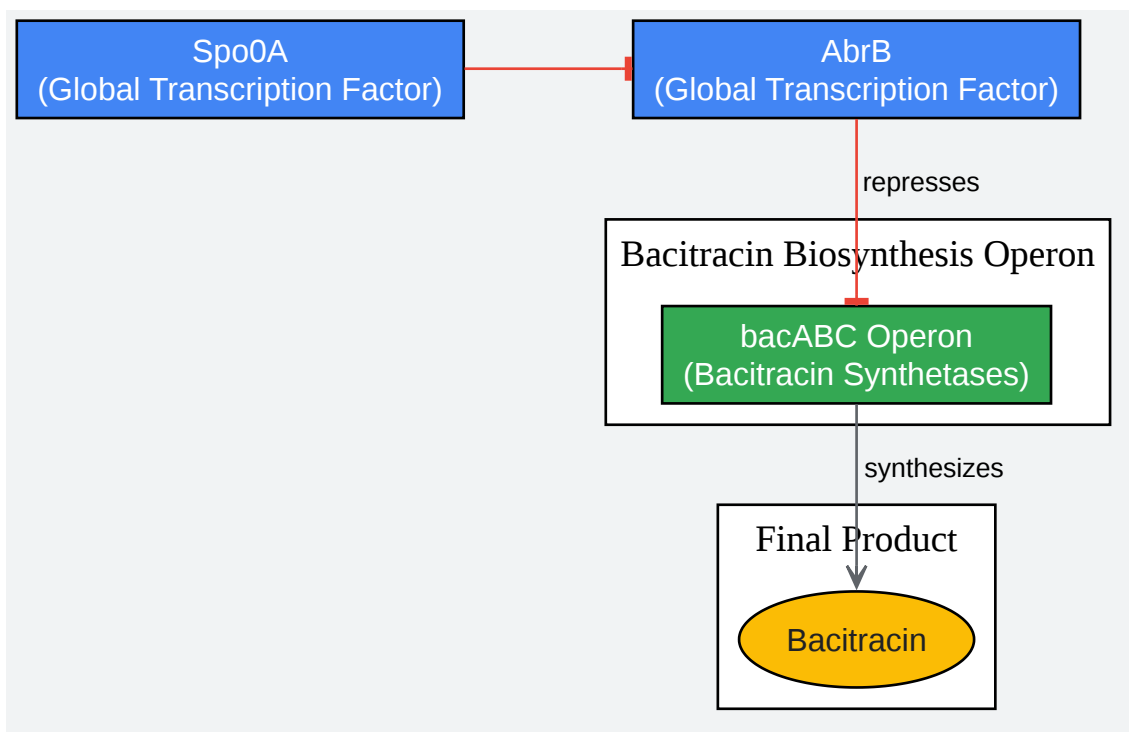 Spo0A
(Global Transcription Factor)
AbrB
(Global Transcription Factor)
represses
Bacitracin Biosynthesis Operon
bacABC Operon
(Bacitracin Synthetases)
synthesizes
Final Product
Bacitracin